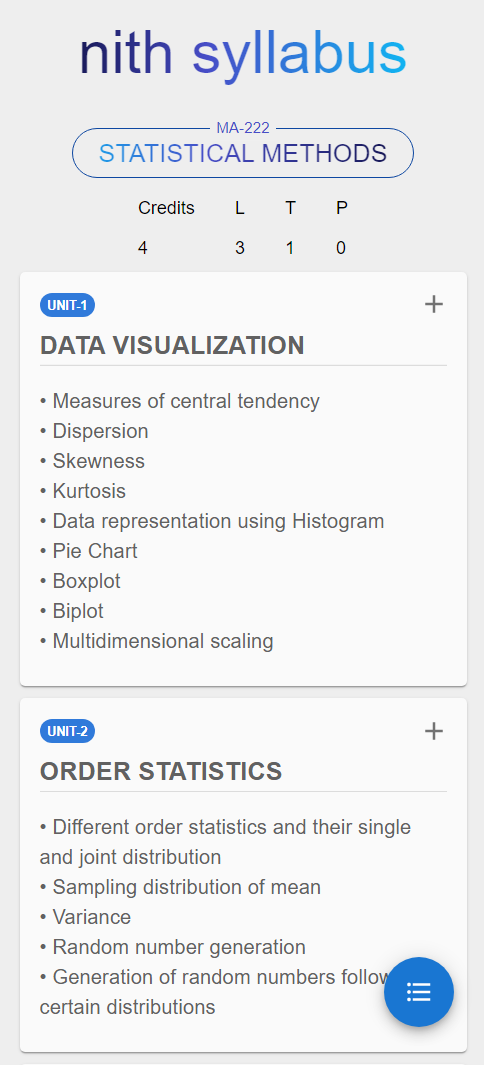 nith syllabus
MA-222
STATISTICAL METHODS
Credits L T P
4 3 1 0
UNIT-1
DATA VISUALIZATION
• Measures of central tendency
• Dispersion
• Skewness
• Kurtosis
• Data representation using Histogram
• Pie Chart
• Boxplot
• Biplot
• Multidimensional scaling
UNIT-2
ORDER STATISTICS
• Different order statistics and their single
and joint distribution
• Sampling distribution of mean
• Variance
• Random number generation
• Generation of random numbers
certain distributions